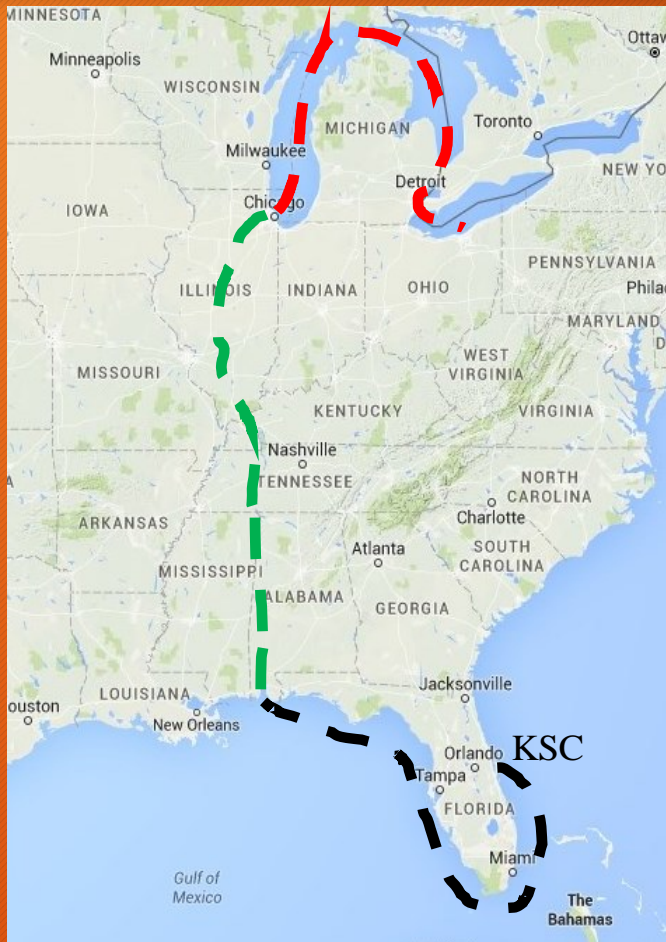 MINNESOTA
Ottaw
Minneapolis
WISCONSIN
Toronto
MICHIGAN
Milwaukee
Detroit
NEW YO
Chicago
IOWA
PENNSYLVANIA
ILLINOIS
INDIANA
OHIO
Philad
MARYLAND
D
WEST
VIRGINIA
MISSOURI
KENTUCKY
VIRGINIA
Nashville
TENNESSEE
NORTH
CAROLINA
Charlotte
ARKANSAS
Atlanta
SOUTH
CAROLINA
MISSISSIPPI
ALABAMA
GEORGIA
Jacksonville
LOUISIANA
ouston
New Orleans
KSC
Orlando
Tampa
FLORIDA
Miami
Gulf of
Mexico
The
Bahamas